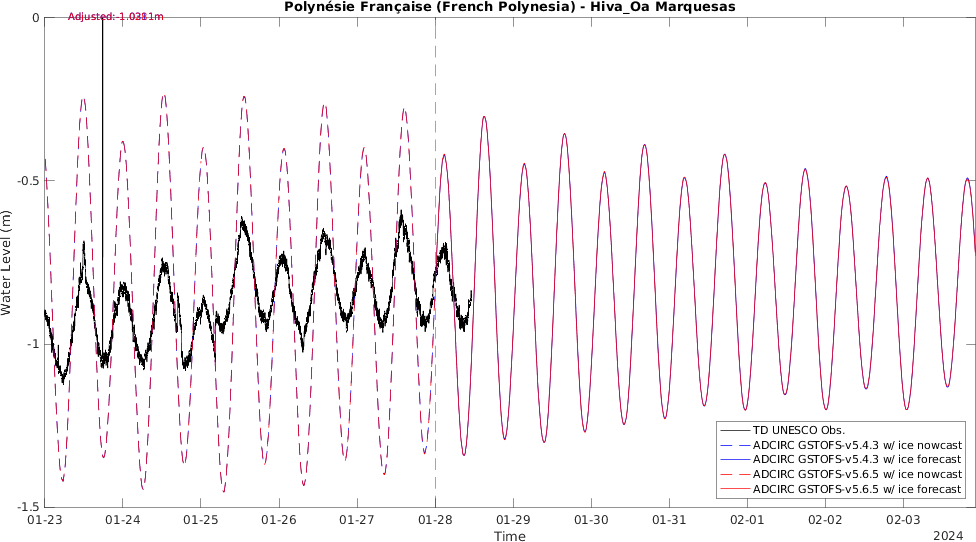 Polynésie Française (French Polynesia) - Hiva_Oa Marquesas
0
-0.5
-1
-1.5
Water Level (m)
TD UNESCO Obs.
ADCIRC GSTOFS-v5.4.3 w/ ice nowcast
ADCIRC GSTOFS-v5.4.3 w/ ice forecast
ADCIRC GSTOFS-v5.6.5 w/ ice nowcast
ADCIRC GSTOFS-v5.6.5 w/ ice forecast
01-23 01-24 01-25 01-26 01-27 01-28 01-29 01-30 01-31 02-01 02-02 02-03
Time
2024